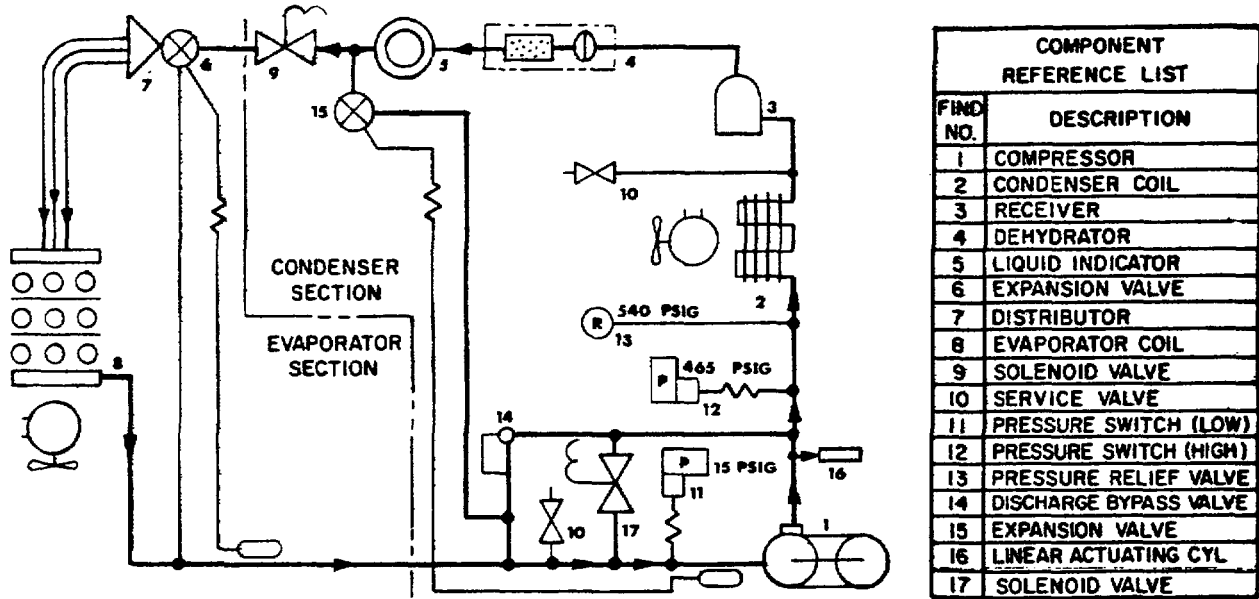 7
6
9
5
4
3
15
10
CONDENSER
SECTION
2
R
540 PSIG
13
EVAPORATOR
SECTION
8
P
465 PSIG
12
14
P
15 PSIG
11
16
10
17
1
COMPONENT
REFERENCE LIST
FIND
NO.
DESCRIPTION
1 COMPRESSOR
2 CONDENSER COIL
3 RECEIVER
4 DEHYDRATOR
5 LIQUID INDICATOR
6 EXPANSION VALVE
7 DISTRIBUTOR
8 EVAPORATOR COIL
9 SOLENOID VALVE
10 SERVICE VALVE
11 PRESSURE SWITCH (LOW)
12 PRESSURE SWITCH (HIGH)
13 PRESSURE RELIEF VALVE
14 DISCHARGE BYPASS VALVE
15 EXPANSION VALVE
16 LINEAR ACTUATING CYL
17 SOLENOID VALVE